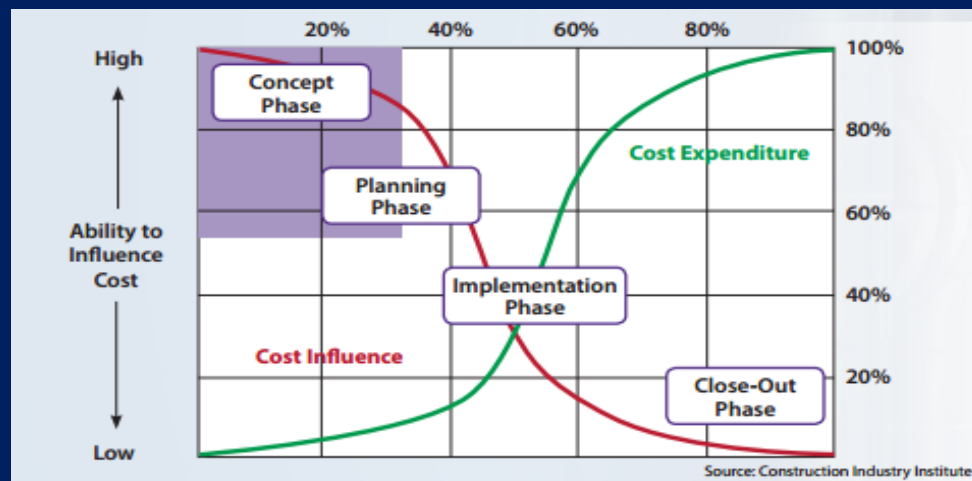 20%
40%
60%
80%
High
100%
Concept
Phase
80%
Cost Expenditure
Planning
Phase
60%
Ability to
Influence
Cost
Implementation
Phase
40%
Cost Influence
20%
Close-Out
Phase
Low
Source: Construction Industry Institute